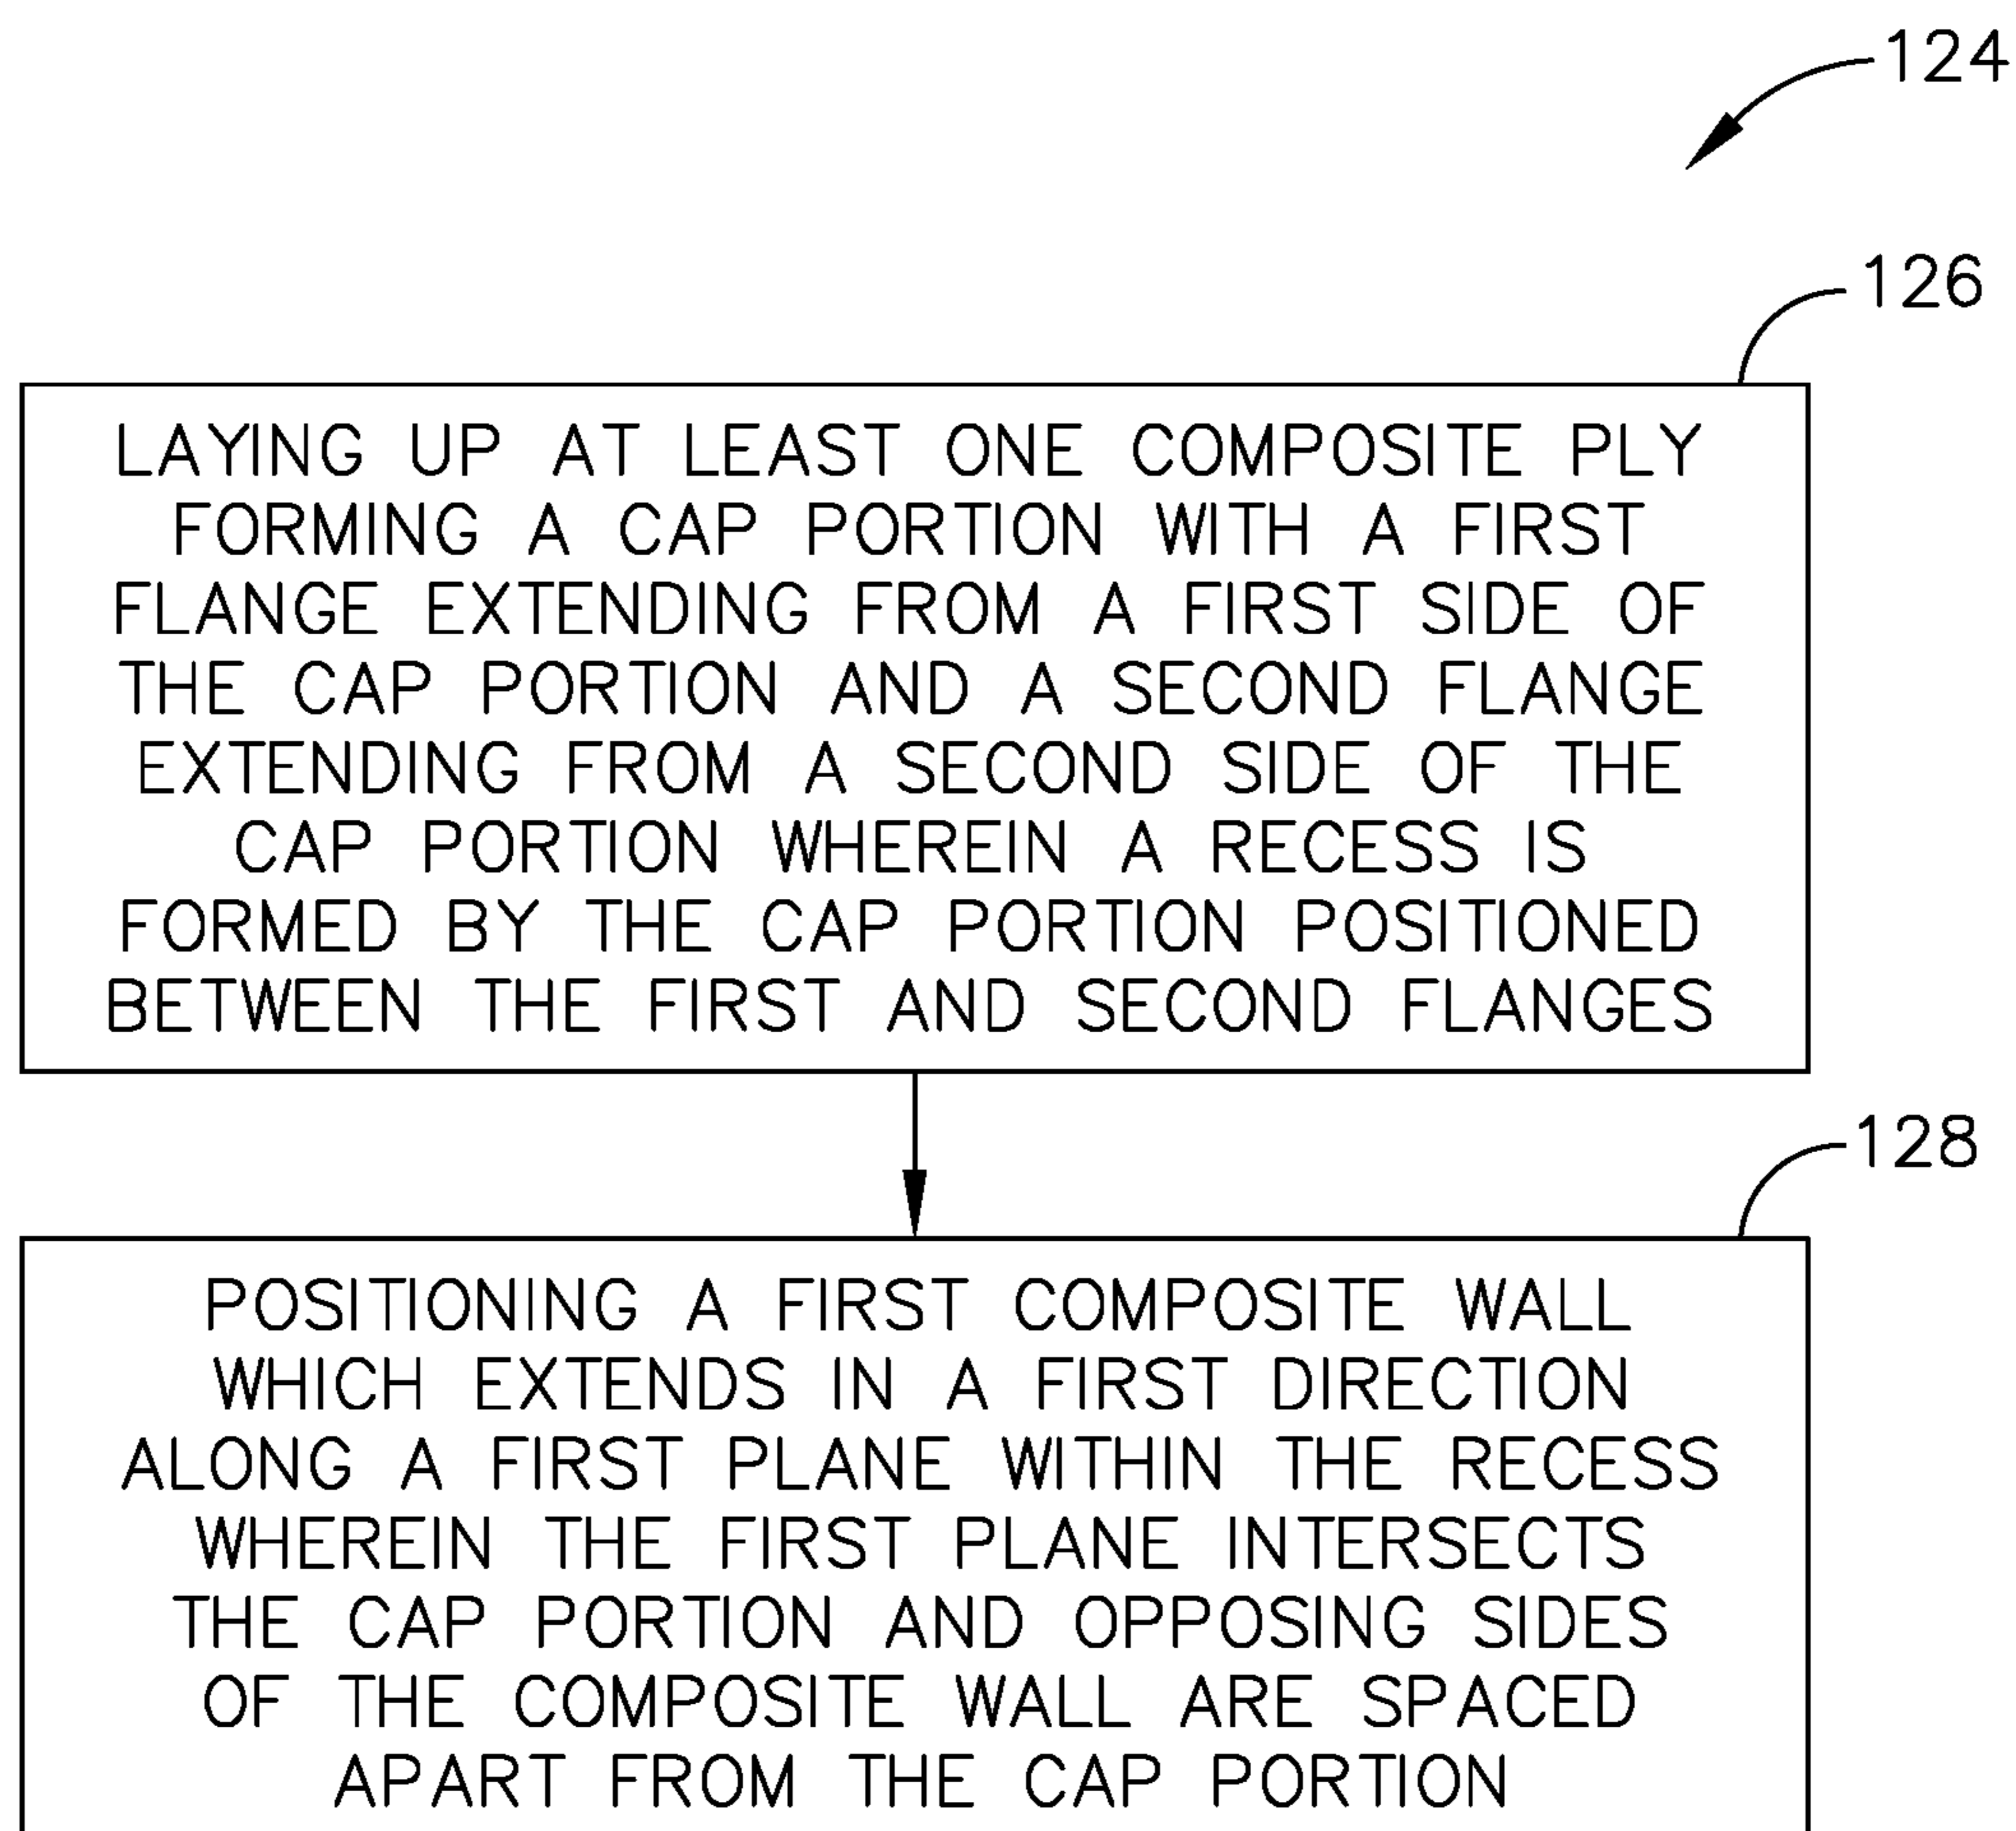 124
126
LAYING UP AT LEAST ONE COMPOSITE PLY
FORMING A CAP PORTION WITH A FIRST
FLANGE EXTENDING FROM A FIRST SIDE OF
THE CAP PORTION AND A SECOND FLANGE
EXTENDING FROM A SECOND SIDE OF THE
CAP PORTION WHEREIN A RECESS IS
FORMED BY THE CAP PORTION POSITIONED
BETWEEN THE FIRST AND SECOND FLANGES
128
POSITIONING A FIRST COMPOSITE WALL
WHICH EXTENDS IN A FIRST DIRECTION
ALONG A FIRST PLANE WITHIN THE RECESS
WHEREIN THE FIRST PLANE INTERSECTS
THE CAP PORTION AND OPPOSING SIDES
OF THE COMPOSITE WALL ARE SPACED
APART FROM THE CAP PORTION